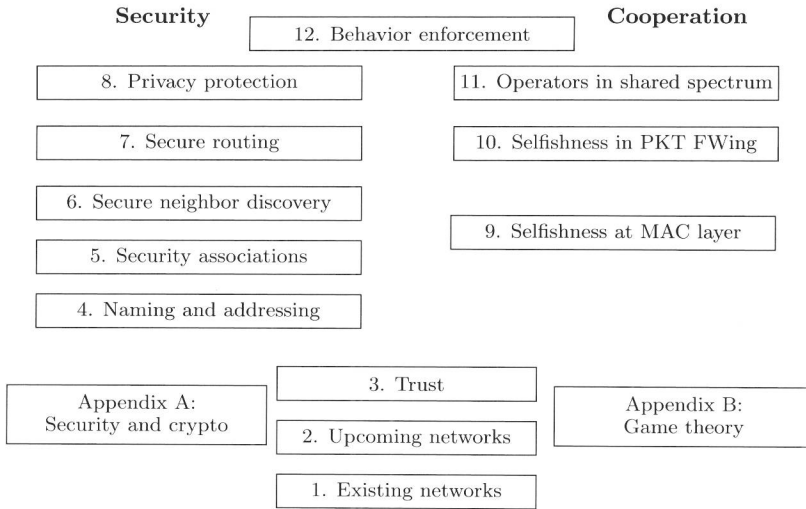 Security
Cooperation
12. Behavior enforcement
8. Privacy protection
11. Operators in shared spectrum
7. Secure routing
10. Selfishness in PKT FWing
6. Secure neighbor discovery
9. Selfishness at MAC layer
5. Security associations
4. Naming and addressing
3. Trust
Appendix A:
Security and crypto
Appendix B:
Game theory
2. Upcoming networks
1. Existing networks